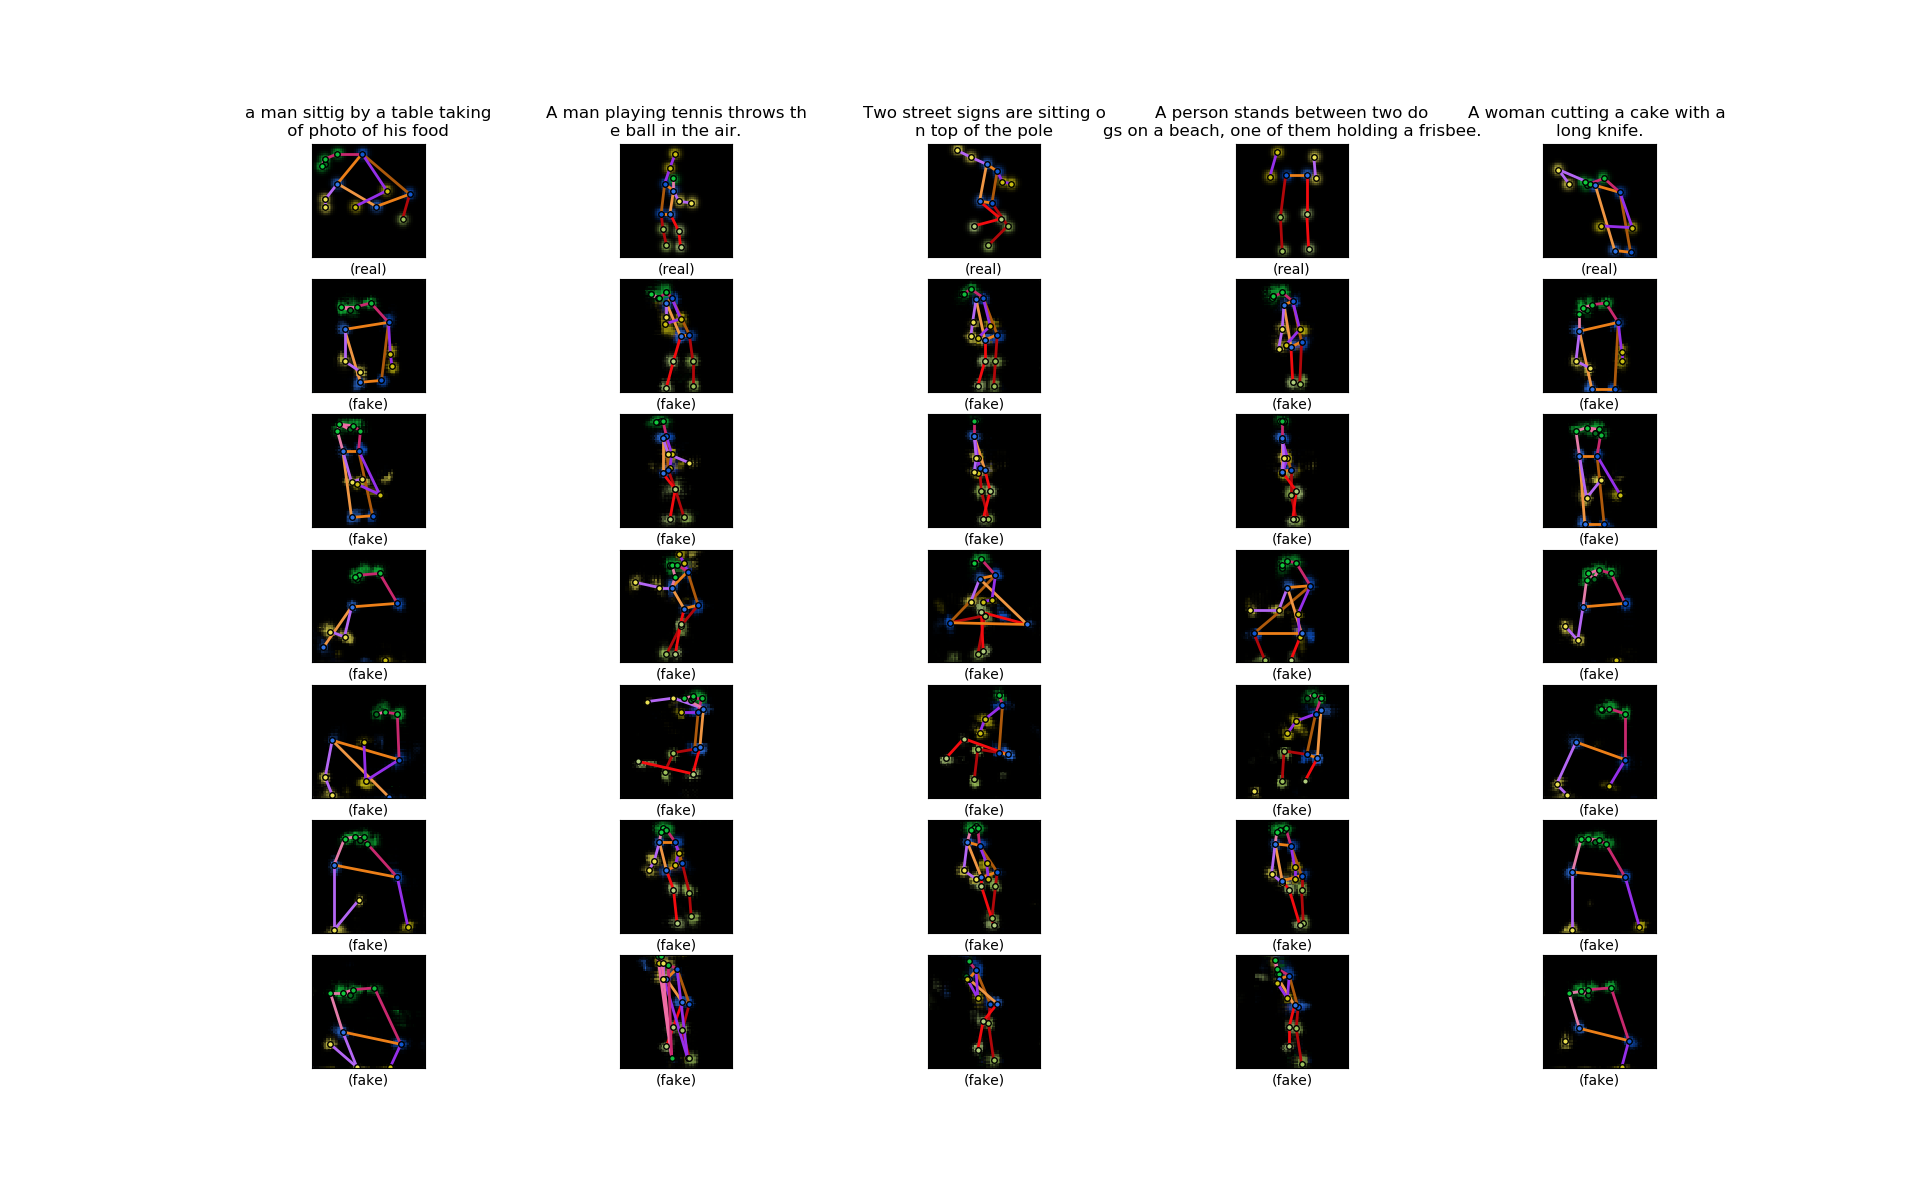 a man sittig by a table taking
of photo of his food
A man playing tennis throws th
e ball in the air.
Two street signs are sitting o
n top of the pole
A person stands between two do
gs on a beach, one of them holding a frisbee.
A woman cutting a cake with a
long knife.
(real) (real) (real) (real) (real)
(fake) (fake) (fake) (fake) (fake)
(fake) (fake) (fake) (fake) (fake)
(fake) (fake) (fake) (fake) (fake)
(fake) (fake) (fake) (fake) (fake)
(fake) (fake) (fake) (fake) (fake)
(fake) (fake) (fake) (fake) (fake)